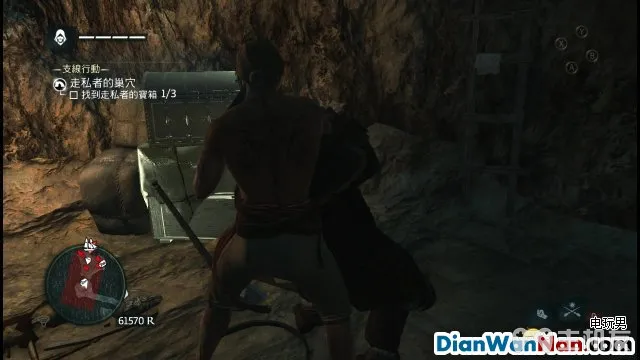 支線行動
走私者的巢穴
找到走私者的寶箱 1/3
Y
X
B
A
61570 R
电玩男
DianWanNan.com